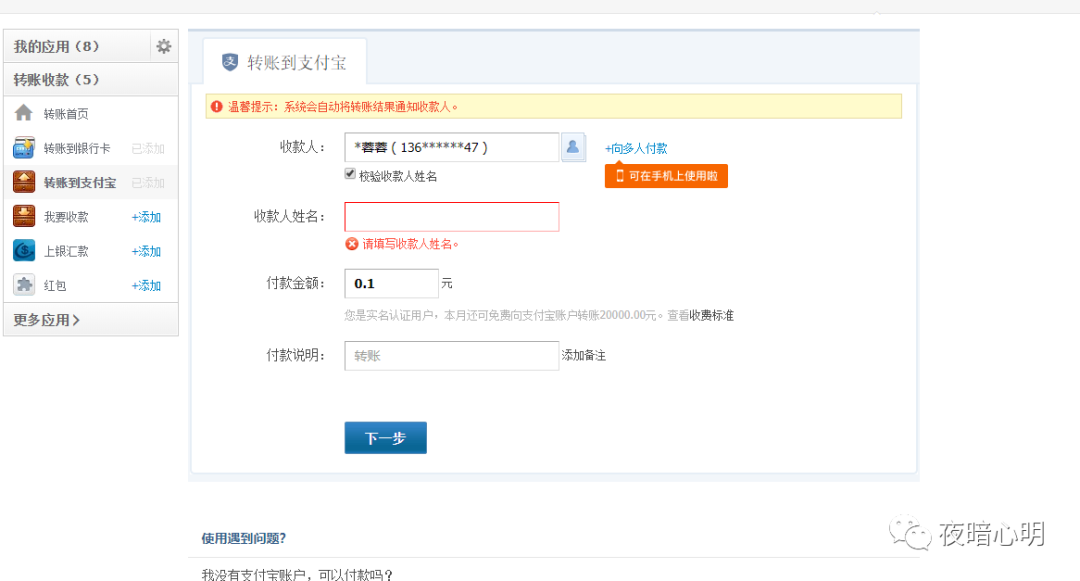 我的应用（8）
转账收款（5）
转账首页
转账到银行卡 已添加
转账到支付宝 已添加
我要收款 +添加
上银汇款 +添加
红包 +添加
更多应用
转账到支付宝
温馨提示：系统会自动将转账结果通知收款人。
收款人： *蓉蓉 ( 136******47 ) +向多人付款
校验收款人姓名 可在手机上使用啦
收款人姓名：
请填写收款人姓名。
付款金额： 0.1 元
您是实名认证用户，本月还可免费向支付宝账户转账20000.00元。查看收费标准
付款说明： 转账 添加备注
下一步
使用遇到问题?
我没有支付宝账户，可以付款吗?
夜暗心明